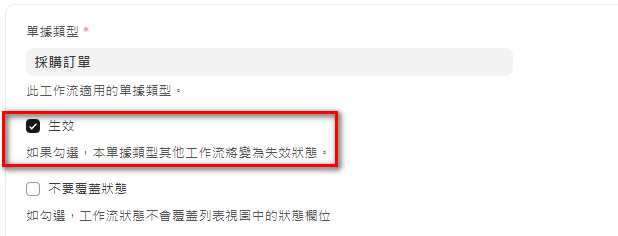 單據類型 *
採購訂單
此工作流適用的單據類型。
生效
如果勾選，本單據類型其他工作流將變為失效狀態。
不要覆蓋狀態
如勾選，工作流狀態不會覆蓋列表視圖中的狀態欄位